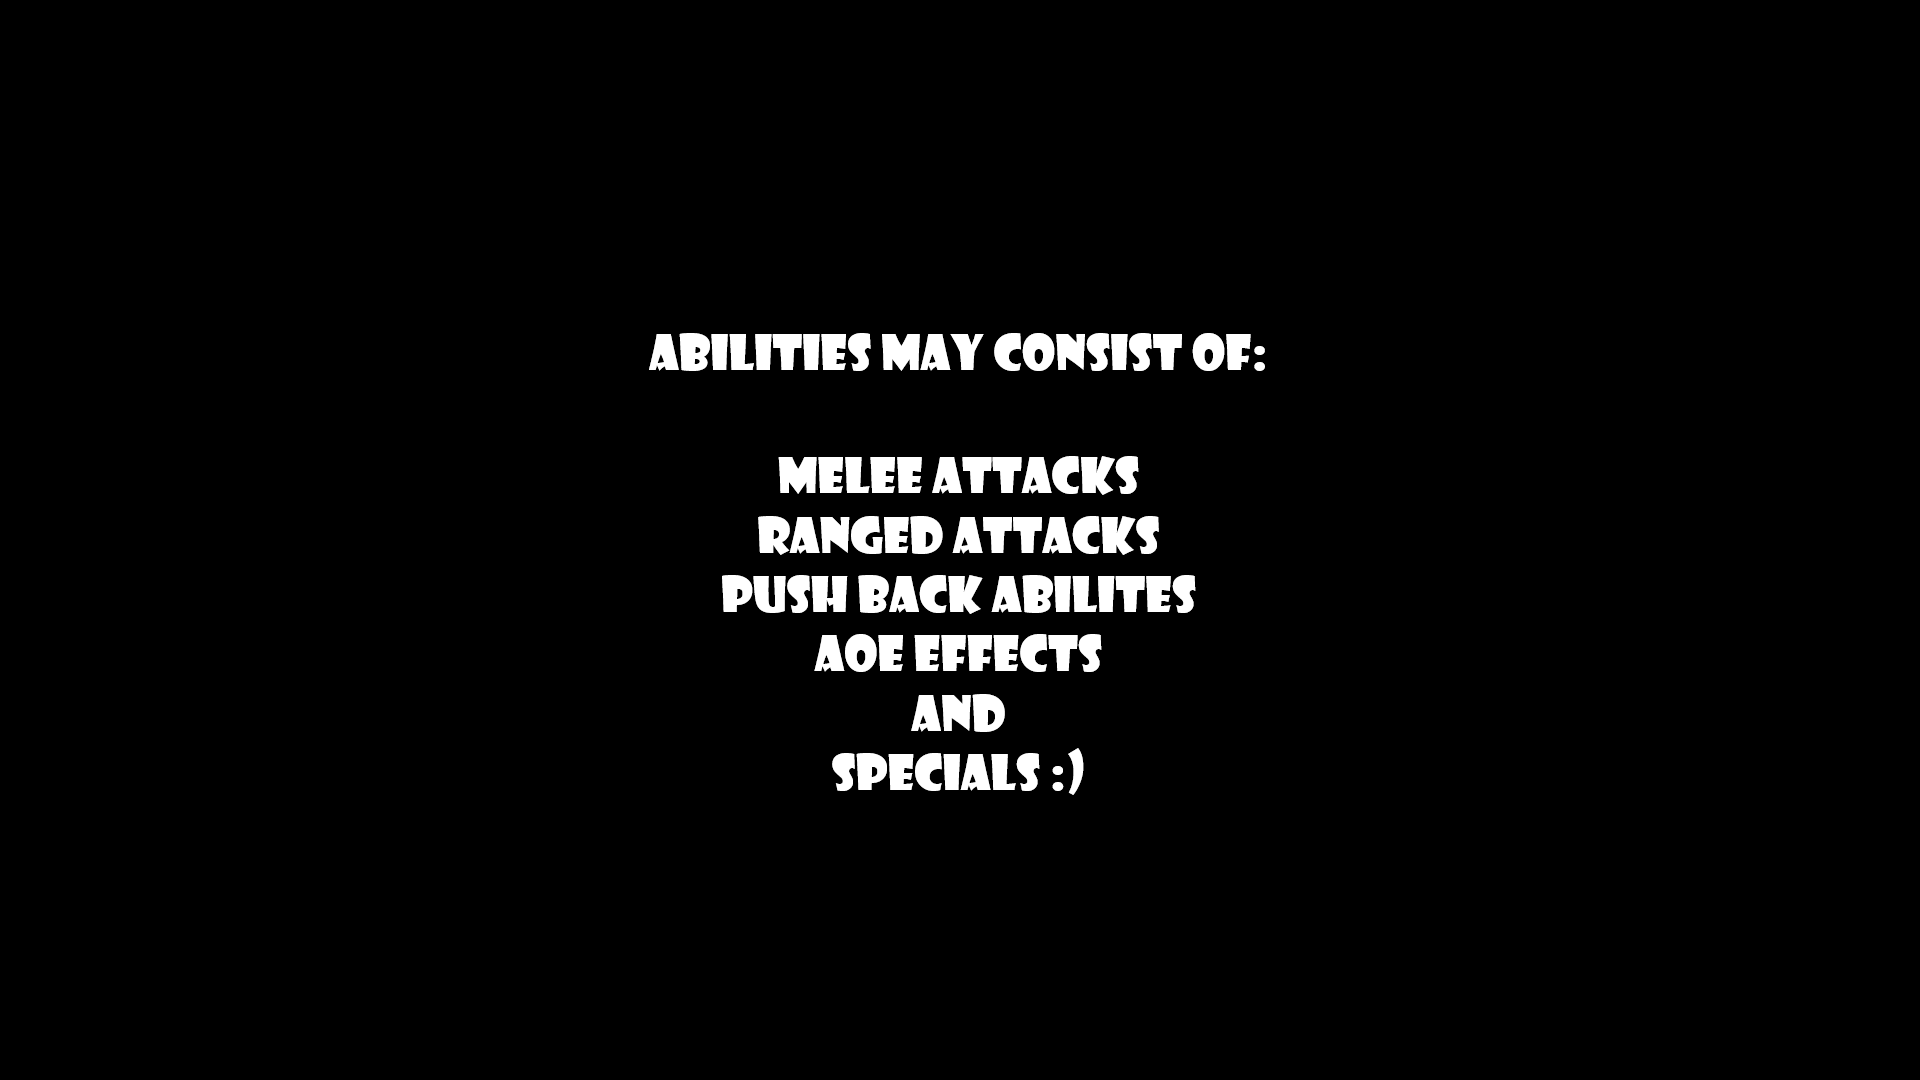 ABILITIES MAY CONSIST OF:
MELEE ATTACKS
RANGED ATTACKS
PUSH BACK ABILITES
AOE EFFECTS
AND
SPECIALS :)